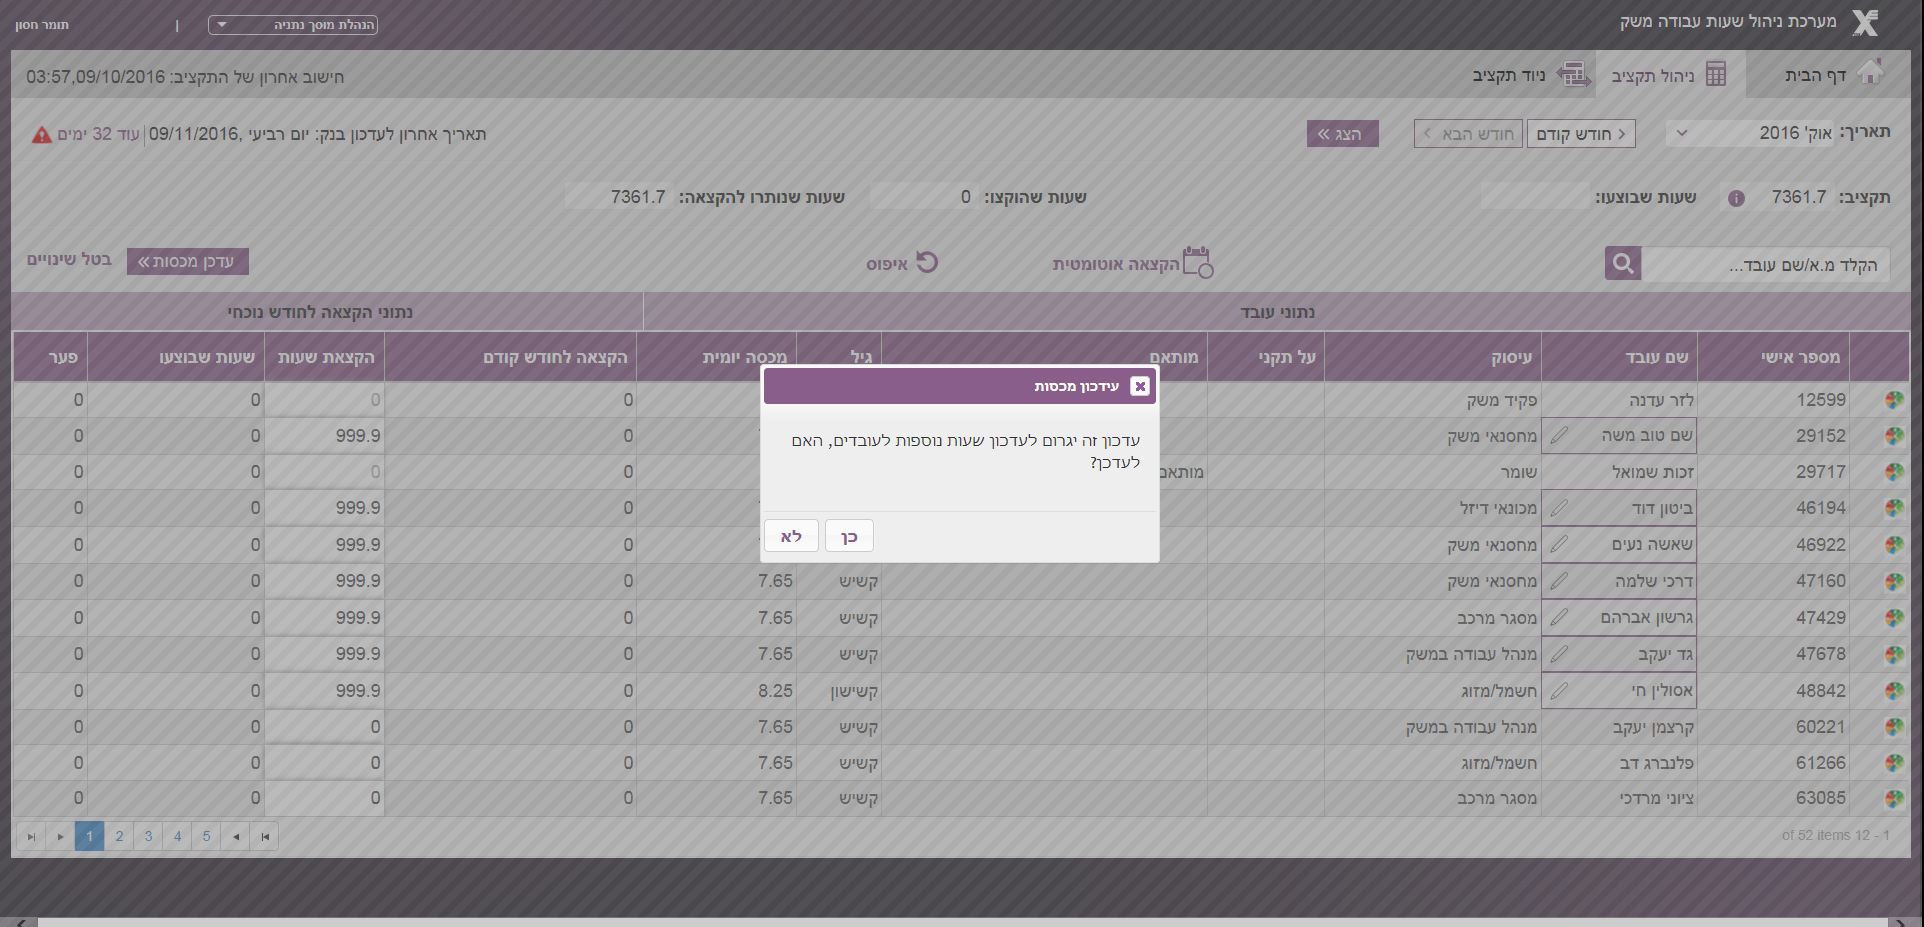 מערכת ניהול שעות עבודה משק
הנהלת מוסך נתניה
|
תומר חסון
דף הבית
ניהול תקציב
ניוד תקציב
חישוב אחרון של התקציב: 03:57,09/10/2016
תאריך: אוק' 2016
חודש קודם
חודש הבא
הצג
תאריך אחרון לעדכון בנק: יום רביעי ,09/11/2016 | עוד 32 ימים
תקציב: 7361.7
שעות שבוצעו:
שעות שהוקצו: 0
שעות שנותרו להקצאה: 7361.7
הקלד מ.א/שם עובד...
הקצאה אוטומטית
איפוס
עדכן מכסות
בטל שינויים
נתוני עובד
נתוני הקצאה לחודש נוכחי
מספר אישי שם עובד עיסוק על תקני מותאם גיל מכסה יומית הקצאה לחודש קודם הקצאת שעות שעות שבוצעו פער
12599 לזר עדנה פקיד משק 0 0 0 0
29152 שם טוב משה מחסנאי משק 0 999.9 0 0
29717 זכות שמואל שומר מותאם 0 0 0 0
46194 ביטון דוד מכונאי דיזל 0 999.9 0 0
46922 שאשה נעים מחסנאי משק 0 999.9 0 0
47160 דרכי שלמה מחסנאי משק קשיש 7.65 0 999.9 0 0
47429 גרשון אברהם מסגר מרכב קשיש 7.65 0 999.9 0 0
47678 גד יעקב מנהל עבודה במשק קשיש 7.65 0 999.9 0 0
48842 אסולין חי חשמל/מזוג קשישון 8.25 0 999.9 0 0
60221 קרצמן יעקב מנהל עבודה במשק קשיש 7.65 0 0 0 0
61266 פלנברג דב חשמל/מזוג קשיש 7.65 0 0 0 0
63085 ציוני מרדכי מסגר מרכב קשיש 7.65 0 0 0 0
עידכון מכסות
עדכון זה יגרום לעדכון שעות נוספות לעובדים, האם
לעדכן?
כן
לא
1 2 3 4 5
of 52 items 12 - 1